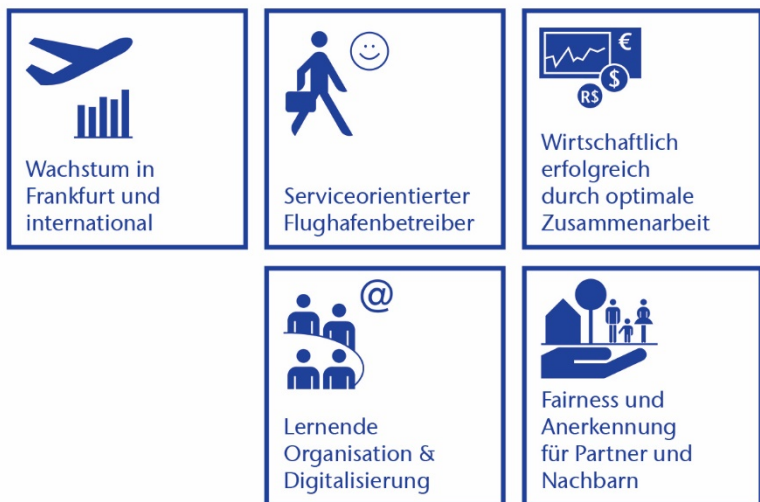 Wachstum in
Frankfurt und
international
Serviceorientierter
Flughafenbetreiber
€
$
R$
Wirtschaftlich
erfolgreich
durch optimale
Zusammenarbeit
@
Lernende
Organisation &
Digitalisierung
Fairness und
Anerkennung
für Partner und
Nachbarn